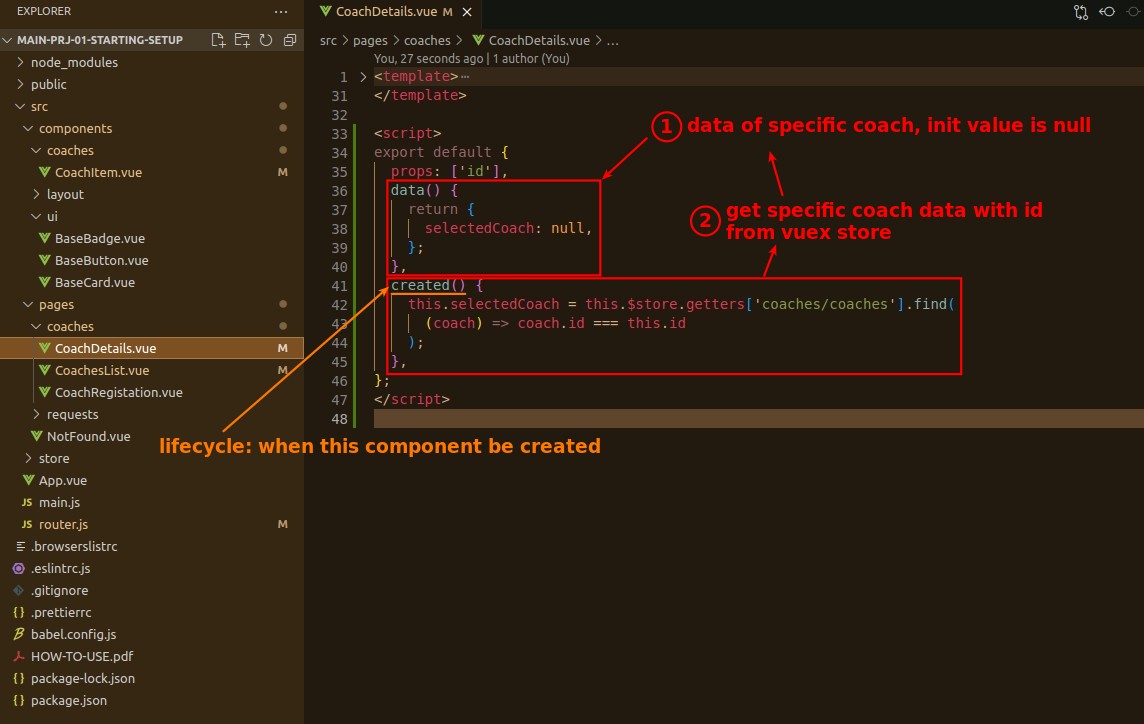 EXPLORER
CoachDetails.vue M
MAIN-PRJ-01-STARTING-SETUP
src > pages > coaches > CoachDetails.vue > ...
You, 27 seconds ago | 1 author (You)
node_modules
public
src
components
coaches
CoachItem.vue M
layout
ui
BaseBadge.vue
BaseButton.vue
BaseCard.vue
pages
coaches
CoachDetails.vue M
CoachesList.vue M
CoachRegistation.vue
requests
NotFound.vue
store
App.vue
JS main.js
JS router.js M
.browserslistrc
.eslintrc.js
.gitignore
{} .prettierrc
babel.config.js
HOW-TO-USE.pdf
{} package-lock.json
{} package.json
1 <template>...
31 </template>
32
33 <script>
34 export default {
35 props: ['id'],
36 data() {
37 return {
38 selectedCoach: null,
39 };
40 },
41 created() {
42 this.selectedCoach = this.$store.getters['coaches/coaches'].find(
43 (coach) => coach.id === this.id
44 );
45 },
46 };
47 </script>
48
1 data of specific coach, init value is null
2 get specific coach data with id
from vuex store
lifecycle: when this component be created